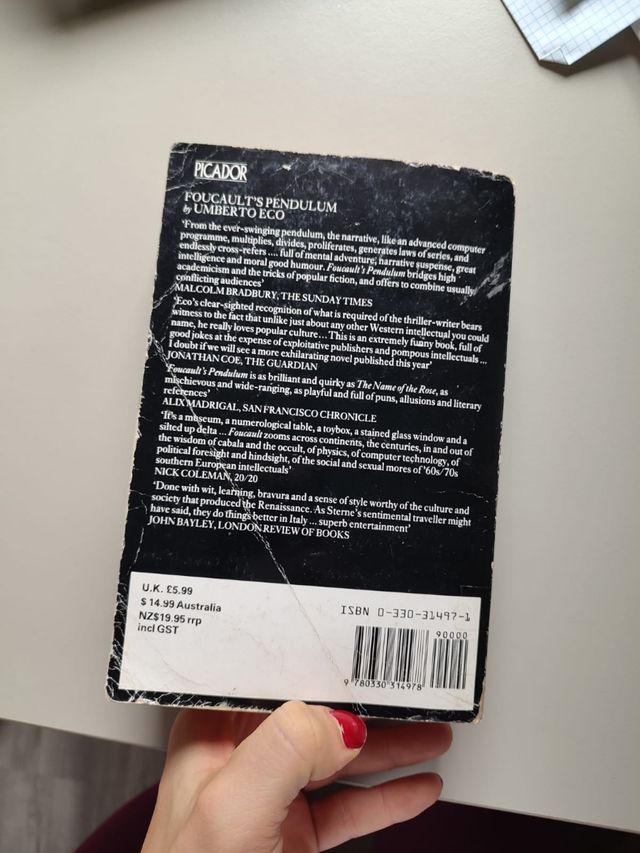 PICADOR
FOUCAULT'S PENDULUM
by UMBERTO ECO
'From the ever-swinging pendulum, the narrative, like an advanced computer
programme, multiplies, divides, proliferates, generates laws of series, and
endlessly cross-refers .... full of mental adventure, narrative suspense, great
intelligence and moral good humour. Foucault's Pendulum bridges high
academicism and the tricks of popular fiction, and offers to combine usually
conflicting audiences'
MALCOLM BRADBURY, THE SUNDAY TIMES
'Eco's clear-sighted recognition of what is required of the thriller-writer bears
witness to the fact that unlike just about any other Western intellectual you could
name, he really loves popular culture... This is an extremely funny book, full of
good jokes at the expense of exploitative publishers and pompous intellectuals ...
I doubt if we will see a more exhilarating novel published this year'
JONATHAN COE, THE GUARDIAN
'Foucault's Pendulum is as brilliant and quirky as The Name of the Rose, as
mischievous and wide-ranging, as playful and full of puns, allusions and literary
references'
ALIX MADRIGAL, SAN FRANCISCO CHRONICLE
'It's a museum, a numerological table, a toybox, a stained glass window and a
silted up delta ... Foucault zooms across continents, the centuries, in and out of
the wisdom of cabala and the occult, of physics, of computer technology, of
political foresight and hindsight, of the social and sexual mores of '60s/70s
southern European intellectuals'
NICK COLEMAN, 20/20
'Done with wit, learning, bravura and a sense of style worthy of the culture and
society that produced the Renaissance. As Sterne's sentimental traveller might
have said, they do things better in Italy ... superb entertainment'
JOHN BAYLEY, LONDON REVIEW OF BOOKS
U.K. £5.99
$ 14.99 Australia
NZ$19.95 rrp
incl GST
ISBN 0-330-31497-1
90000
9 780330 314978